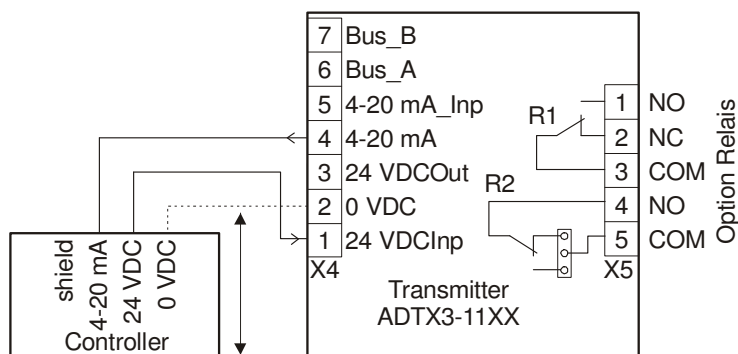 7 Bus_B
6 Bus_A
5 4-20 mA_Inp
4 4-20 mA
3 24 VDCOut
2 0 VDC
1 24 VDCInp
X4
R1
R2
1 NO
2 NC
3 COM
4 NO
5 COM
X5
Option Relais
Transmitter
ADTX3-11XX
shield
4-20 mA
24 VDC
0 VDC
Controller